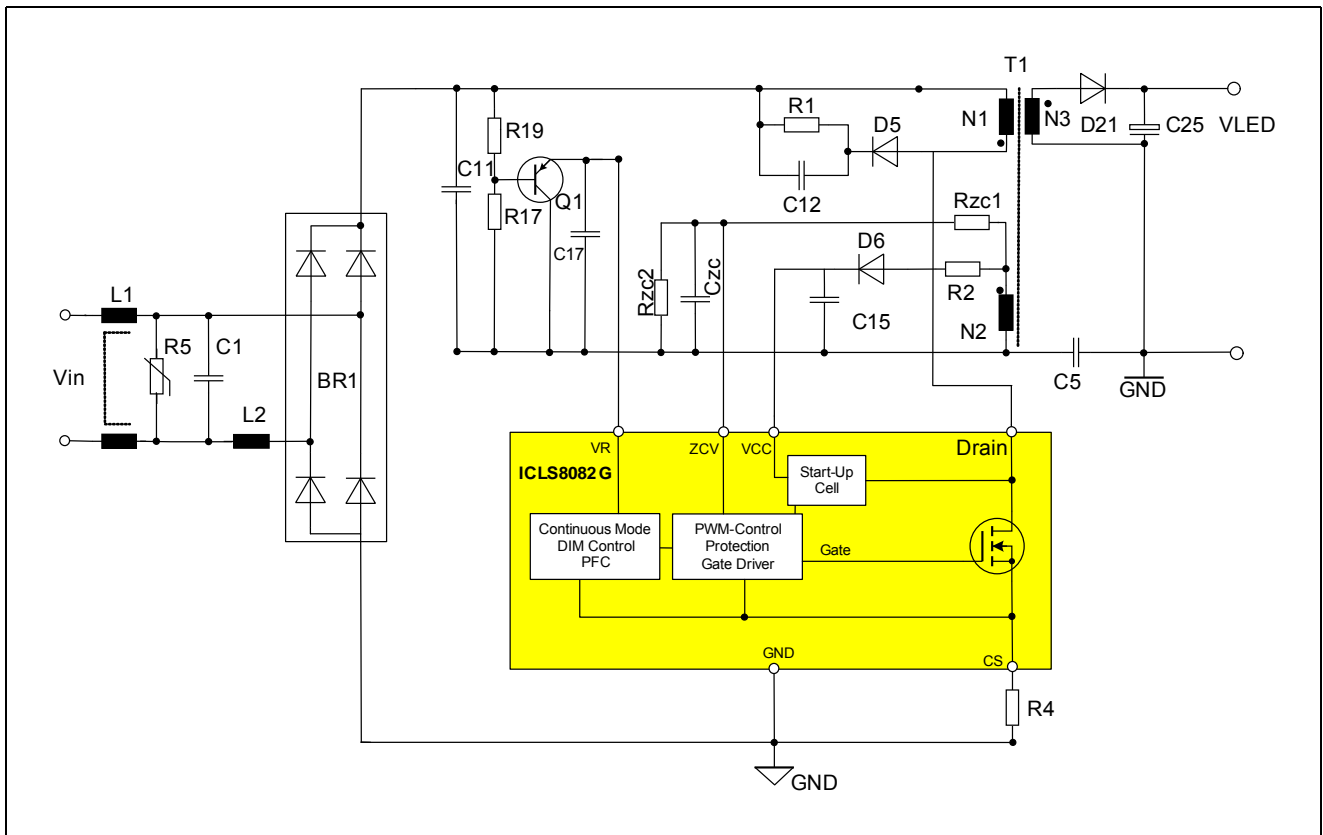 T1
R1
D5
N1
N3
D21
C25
VLED
R19
C11
Q1
R17
C17
C12
Rzc1
Rzc2
Czc
D6
R2
C15
N2
L1
R5
C1
Vin
BR1
L2
C5
GND
VR
ZCV
VCC
Drain
ICLS8082G
Start-Up
Cell
Continuous Mode
DIM Control
PFC
PWM-Control
Protection
Gate Driver
Gate
GND
CS
R4
GND